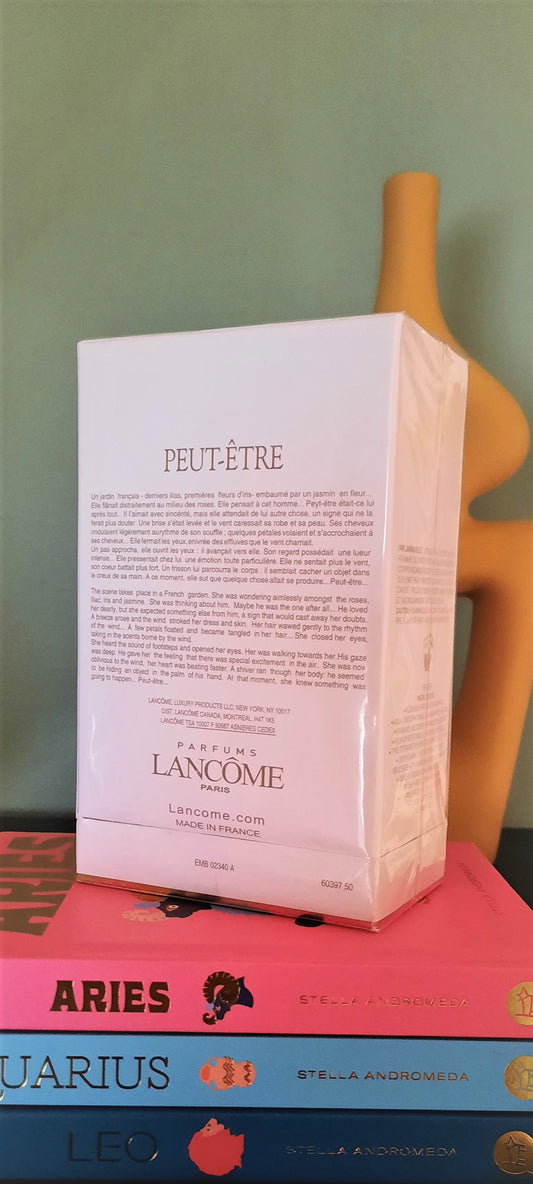 PEUT-ÊTRE
Un jardin français - derniers lilas, premières fleurs d'iris- embaumé par un jasmin en fleur...
Elle flânait distraitement au milieu des roses. Elle pensait à cet homme... Peyt-être était-ce lui
après tout... Il l'aimait avec sincérité, mais elle attendait de lui autre chose, un signe qui ne la
ferait plus douter. Une brise s'était levée et le vent caressait sa robe et sa peau. Ses cheveux
ondulaient légèrement aurythme de son souffle ; quelques pétales volaient et s'accrochaient à
ses cheveux... Elle fermait les yeux, enivrée des effluves que le vent charriait.
Un pas approcha, elle ouvrit les yeux : il avançait vers elle. Son regard possédait une lueur
intense... Elle pressentait chez lui une émotion toute particulière. Elle ne sentait plus le vent,
son coeur battait plus fort. Un frisson lui parcourra le corps : il semblait cacher un objet dans
le creux de sa main. A ce moment, elle sut que quelque chose allait se produire... Peut-être...
The scene takes place in a French garden. She was wondering airnlessly amongst the roses,
lilac, iris and jasmine. She was thinking about him. Maybe he was the one after all.... He loved
her dearly, but she expected something else from him, a sign that would cast away her doubts.
A breeze arose and the wind stroked her dress and skin. Her hair wawed gently to the rhythm
of the wind... A few petals floated and became tangled in her hair... She closed her eyes,
taking in the scents borne by the wind.
She heard the sound of footsteps and opened her eyes. Her was walking towards her.His gaze
was deep. He gave her the feeling that there was special excitement in the air. She was now
oblivious to the wind, her heart was beating faster. A shiver ran though her body: he seemed
to be hiding an object in the palm of his hand. At that moment, she knew something was
going to happen... Peut-être...
LANCÔME, LUXURY PRODUCTS LLC, NEW YORK, NY 10017
DIST. LANCÔME CANADA, MONTREAL, H4T 1K5
LANCÔME TSA 10007 F 92667 ASNIERES CEDEX
PARFUMS
LANCÔME
PARIS
Lancome.com
MADE IN FRANCE
EMB 02340 A
60397 50
ARIES
ARIES
STELLA ANDROMEDA
QUARIUS
STELLA ANDROMEDA
LEO
STELLA ANDROMEDA